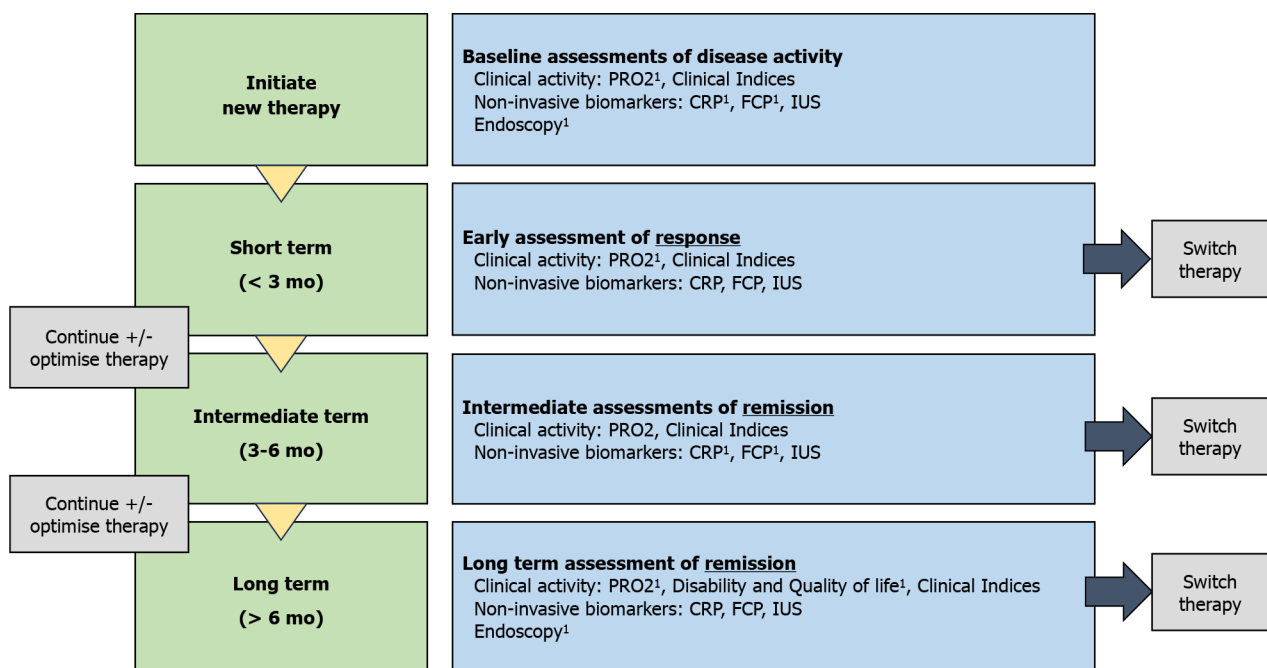 Initiate
new therapy
Baseline assessments of disease activity
Clinical activity: PRO2¹, Clinical Indices
Non-invasive biomarkers: CRP¹, FCP¹, IUS
Endoscopy¹
Short term
(< 3 mo)
Early assessment of response
Clinical activity: PRO2¹, Clinical Indices
Non-invasive biomarkers: CRP, FCP, IUS
Switch
therapy
Continue +/-
optimise therapy
Intermediate term
(3-6 mo)
Intermediate assessments of remission
Clinical activity: PRO2, Clinical Indices
Non-invasive biomarkers: CRP¹, FCP¹, IUS
Switch
therapy
Continue +/-
optimise therapy
Long term
(> 6 mo)
Long term assessment of remission
Clinical activity: PRO2¹, Disability and Quality of life¹, Clinical Indices
Non-invasive biomarkers: CRP, FCP, IUS
Endoscopy¹
Switch
therapy